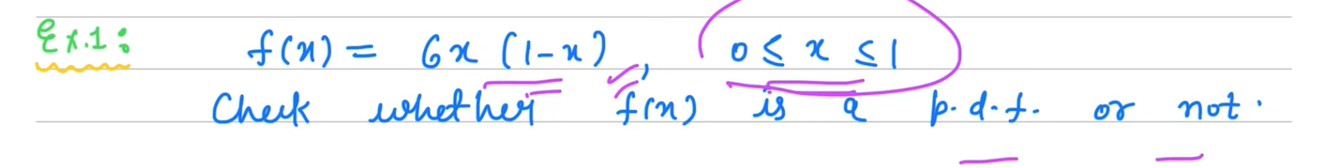 Ex.1: f(x) = 6x (1-x), 0 ≤ x ≤ 1
Check whether f(x) is a p.d.f. or not.